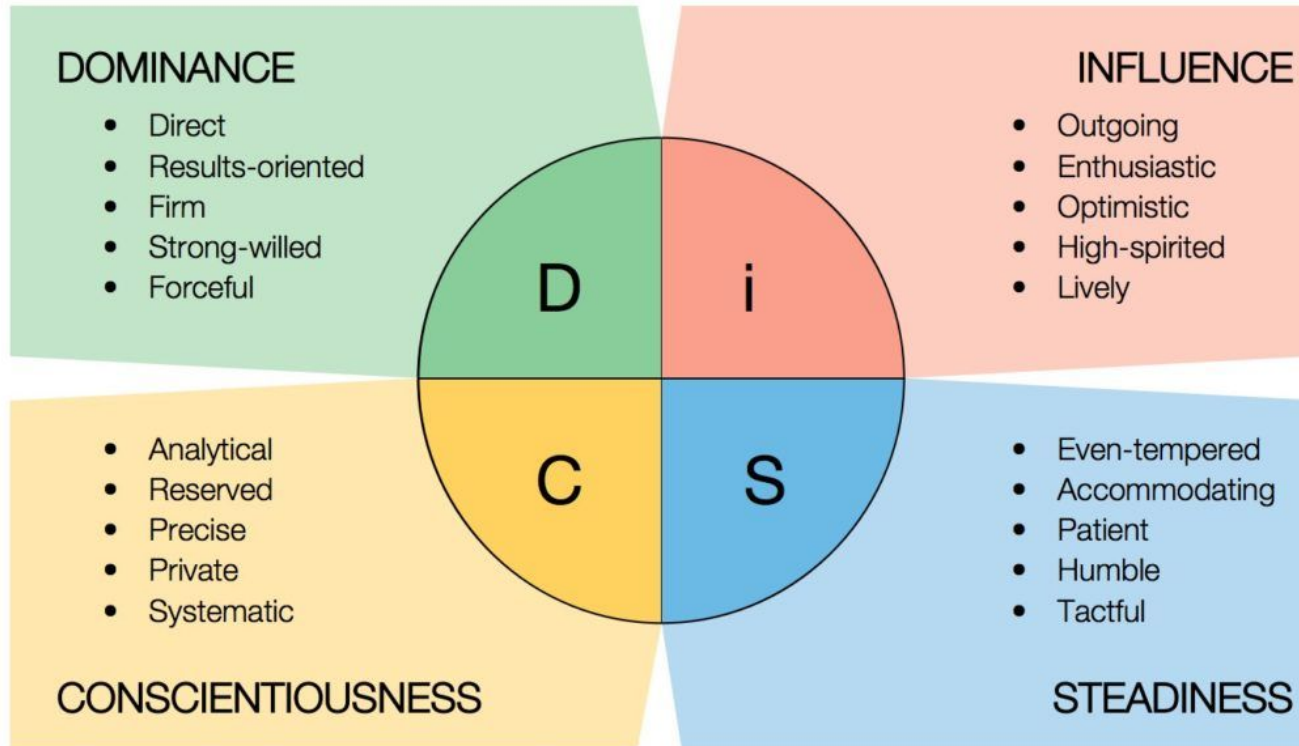 DOMINANCE
• Direct
• Results-oriented
• Firm
• Strong-willed
• Forceful
INFLUENCE
• Outgoing
• Enthusiastic
• Optimistic
• High-spirited
• Lively
D
i
C
S
• Analytical
• Reserved
• Precise
• Private
• Systematic
CONSCIENTIOUSNESS
• Even-tempered
• Accommodating
• Patient
• Humble
• Tactful
STEADINESS